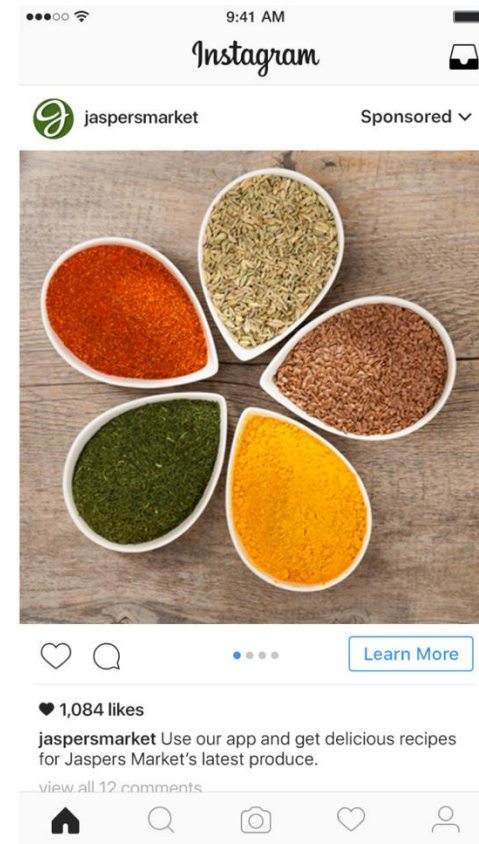 9:41 AM
Instagram
jaspersmarket Sponsored
Learn More
1,084 likes
jaspersmarket Use our app and get delicious recipes
for Jaspers Market's latest produce.
view all 12 comments